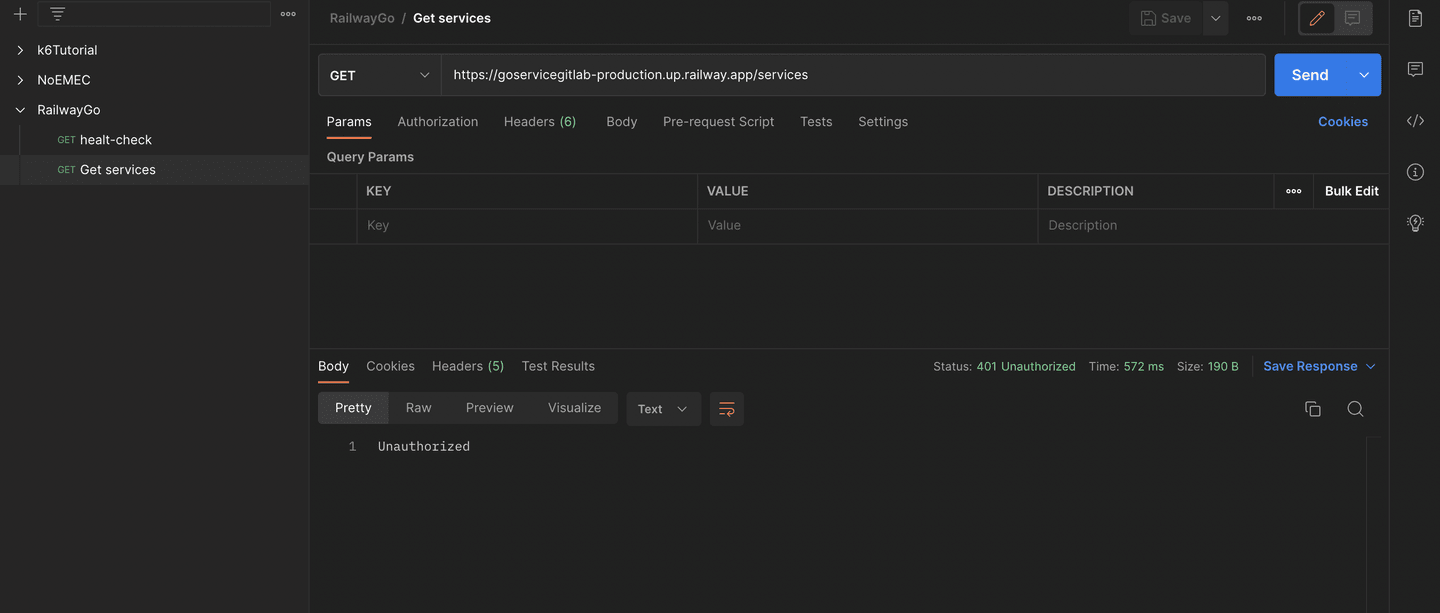 RailwayGo / Get services
Save
k6Tutorial
NoEMEC
RailwayGo
GET healt-check
GET Get services
GET https://goservicegitlab-production.up.railway.app/services Send
Params Authorization Headers (6) Body Pre-request Script Tests Settings Cookies
Query Params
KEY VALUE DESCRIPTION Bulk Edit
Key Value Description
Body Cookies Headers (5) Test Results Status: 401 Unauthorized Time: 572 ms Size: 190 B Save Response
Pretty Raw Preview Visualize Text
1 Unauthorized